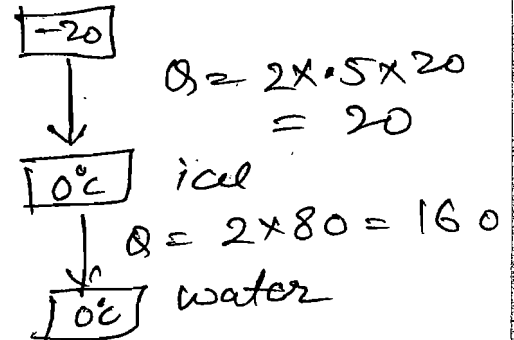 -20
Q = 2×.5×20
= 20
0°C ice
Q = 2×80 = 160
0°C water